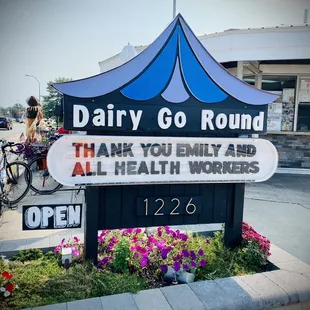 Dairy Go Round
THANK YOU EMILY AND
ALL HEALTH WORKERS
1226
OPEN